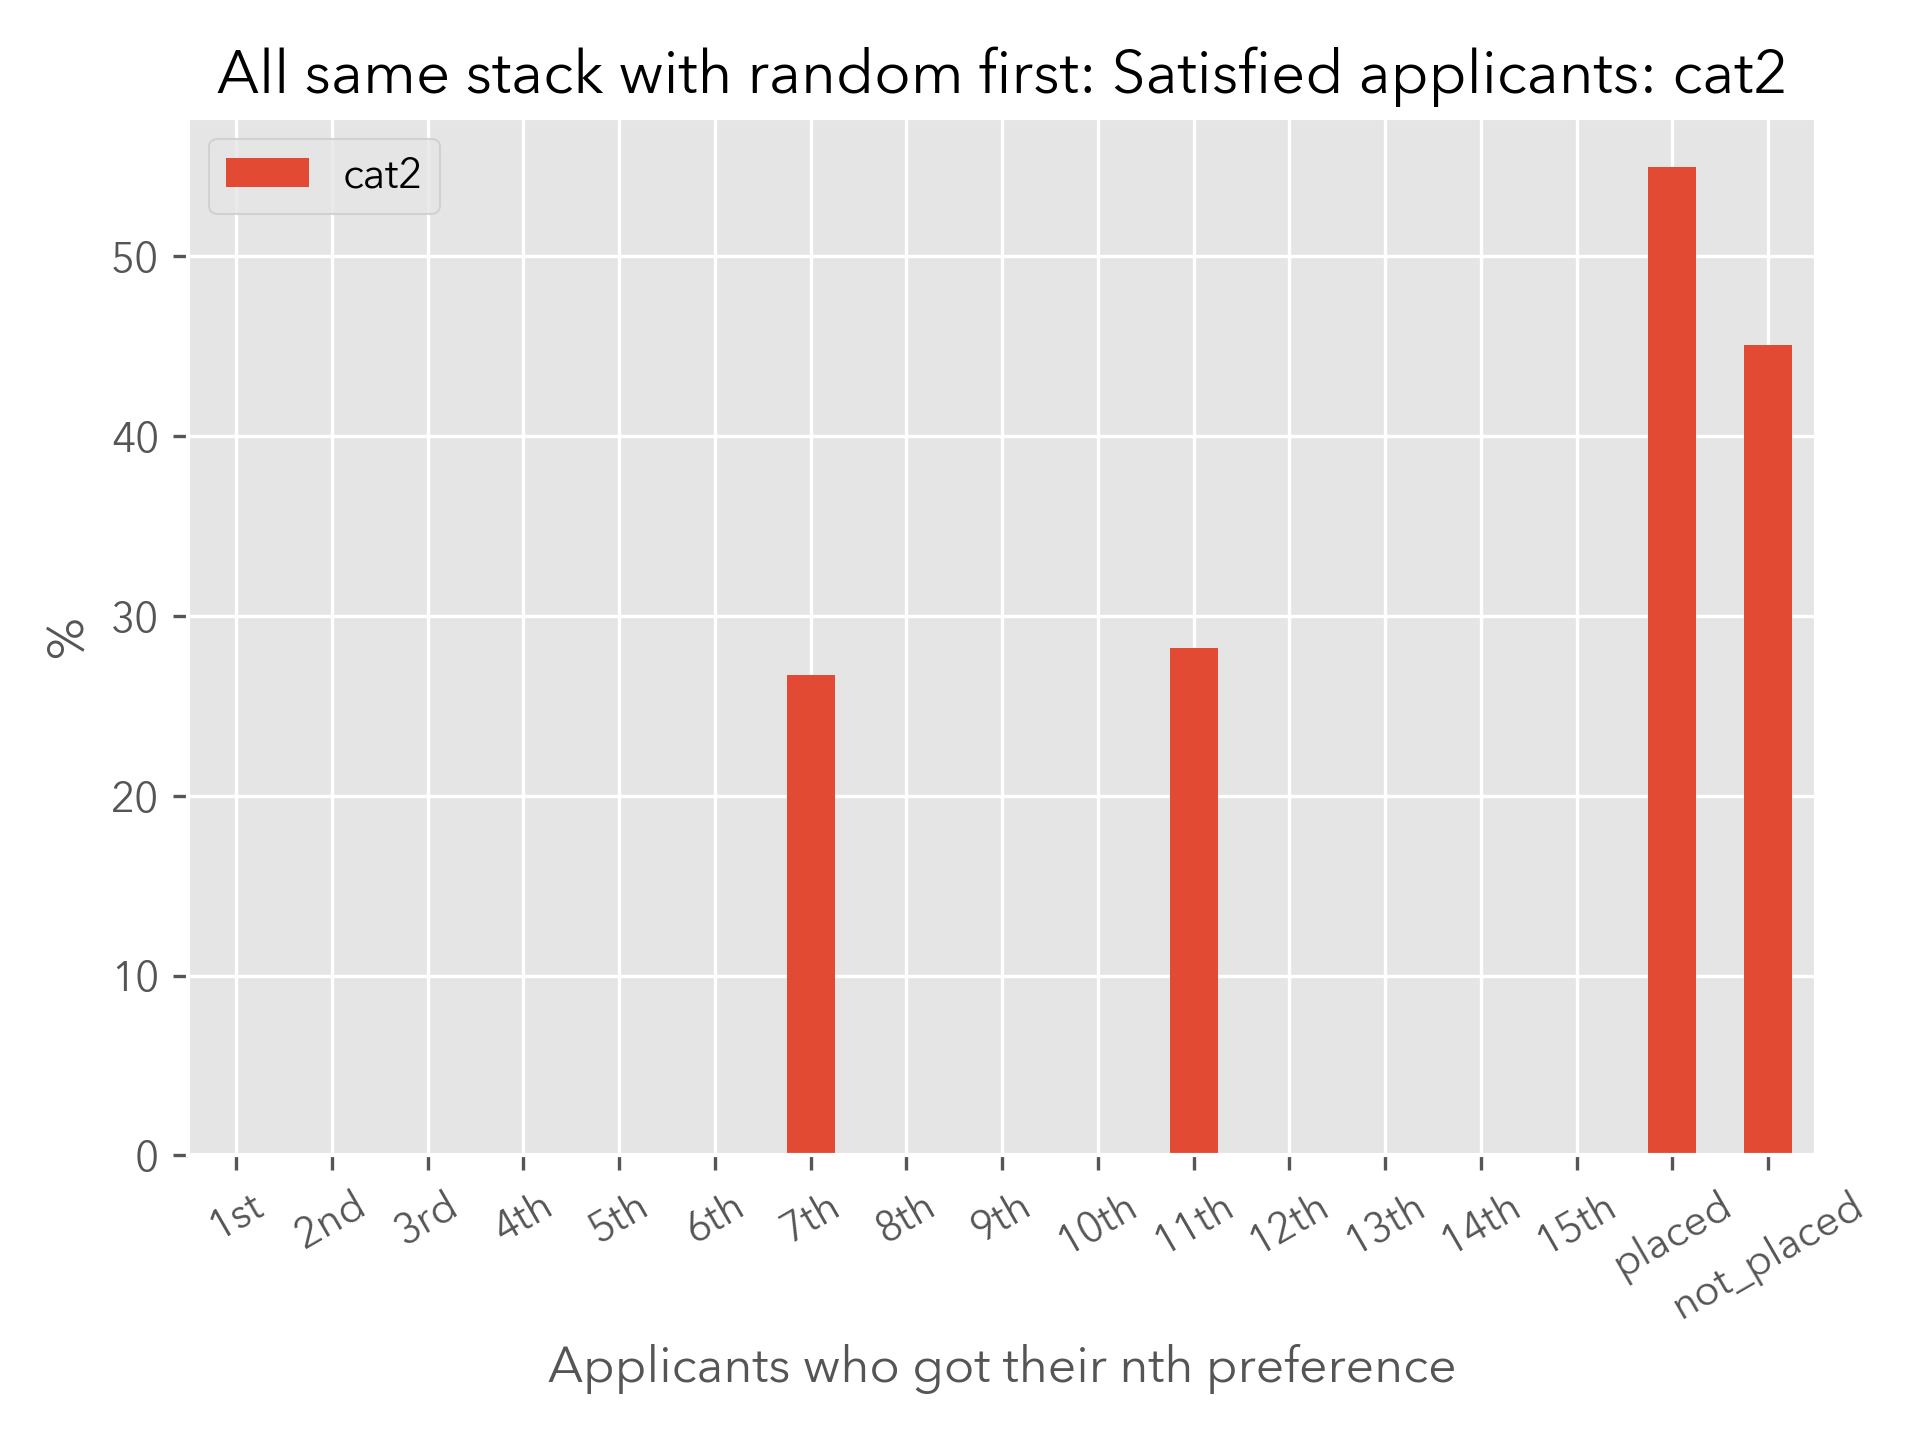 All same stack with random first: Satisfied applicants: cat2
cat2
50
40
30
20
10
0
%
1st 2nd 3rd 4th 5th 6th 7th 8th 9th 10th 11th 12th 13th 14th 15th placed not_placed
Applicants who got their nth preference